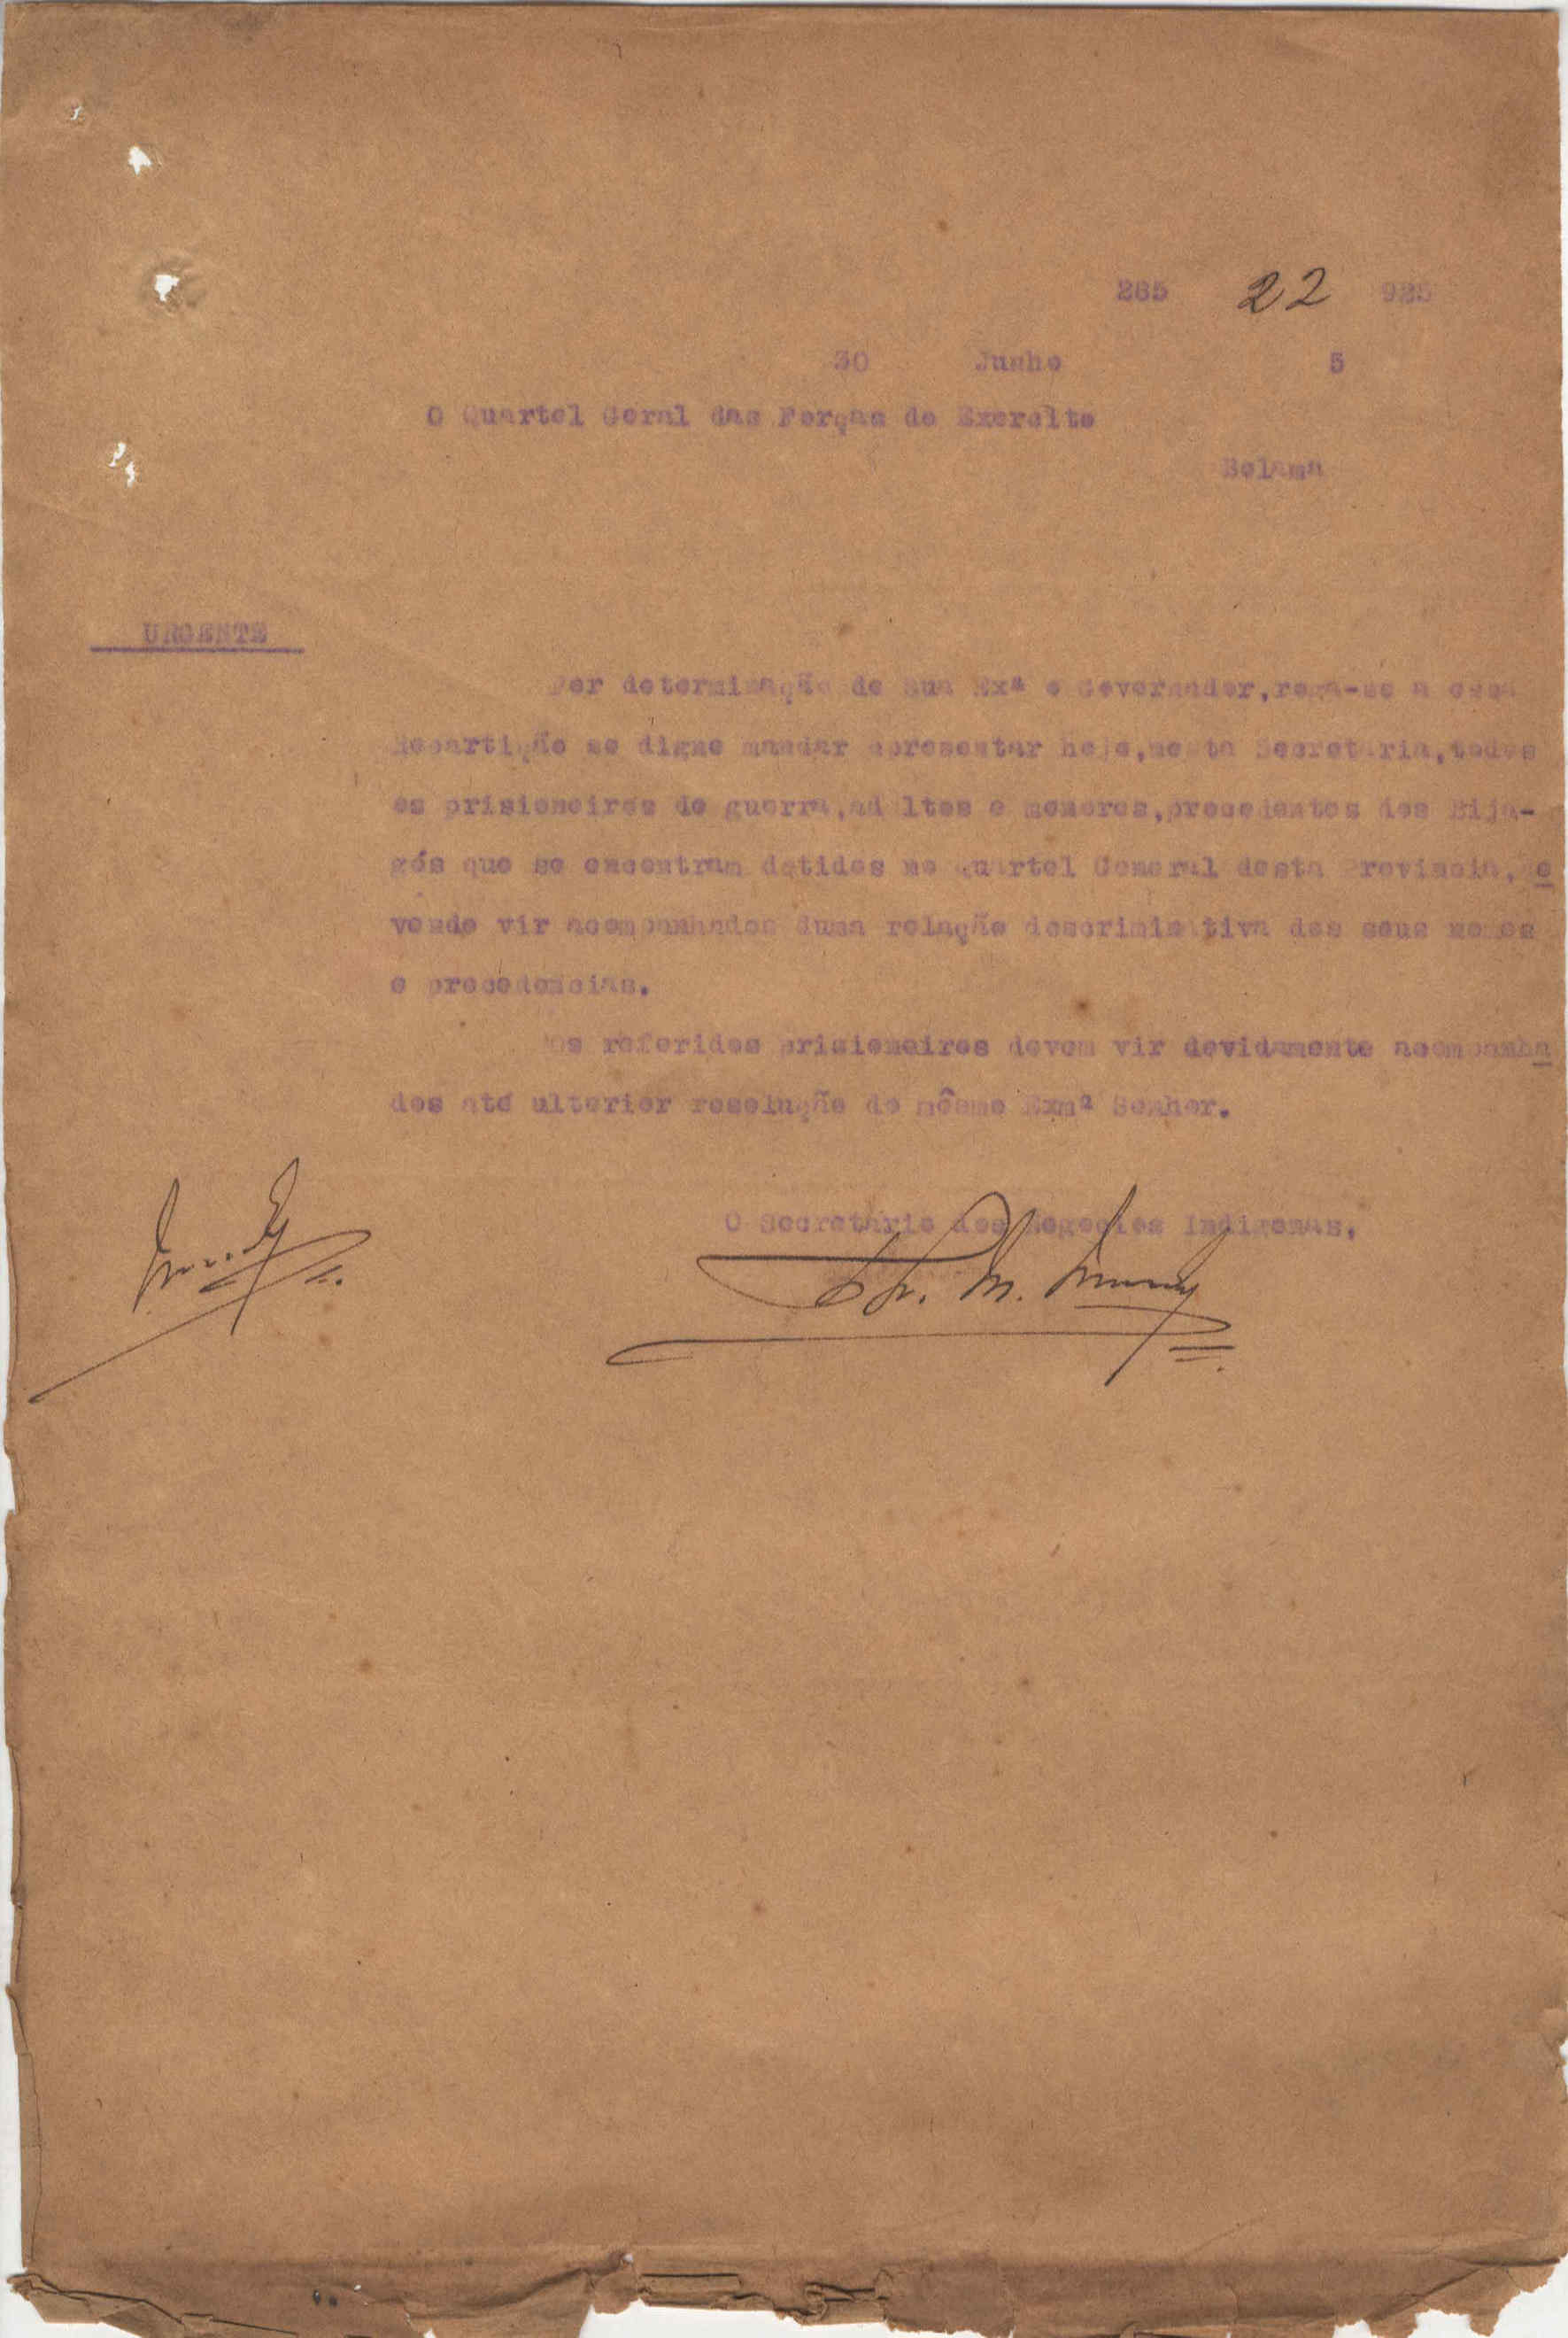 265 22 925
30 Junho 5
O Quartel Geral das Forças do Exercito
Bolama
URGENTE
Por determinação de Sua Exª o Governador, roga-se a essa
Repartição se digne mandar apresentar hoje, nesta Secretaria, todos
os prisioneiros de guerra, adultos e menores, procedentes dos Bija-
gós que se encontram detidos no Quartel General desta Provincia, e
vendo vir acompanhados duma relação descriminativa dos seus nomes
e procedencias.
Os referidos prisioneiros devem vir devidamente acompanha
dos até ulterior resolução do mêsmo Exmº Senhor.
O Secretário dos Negocios Indigenas,